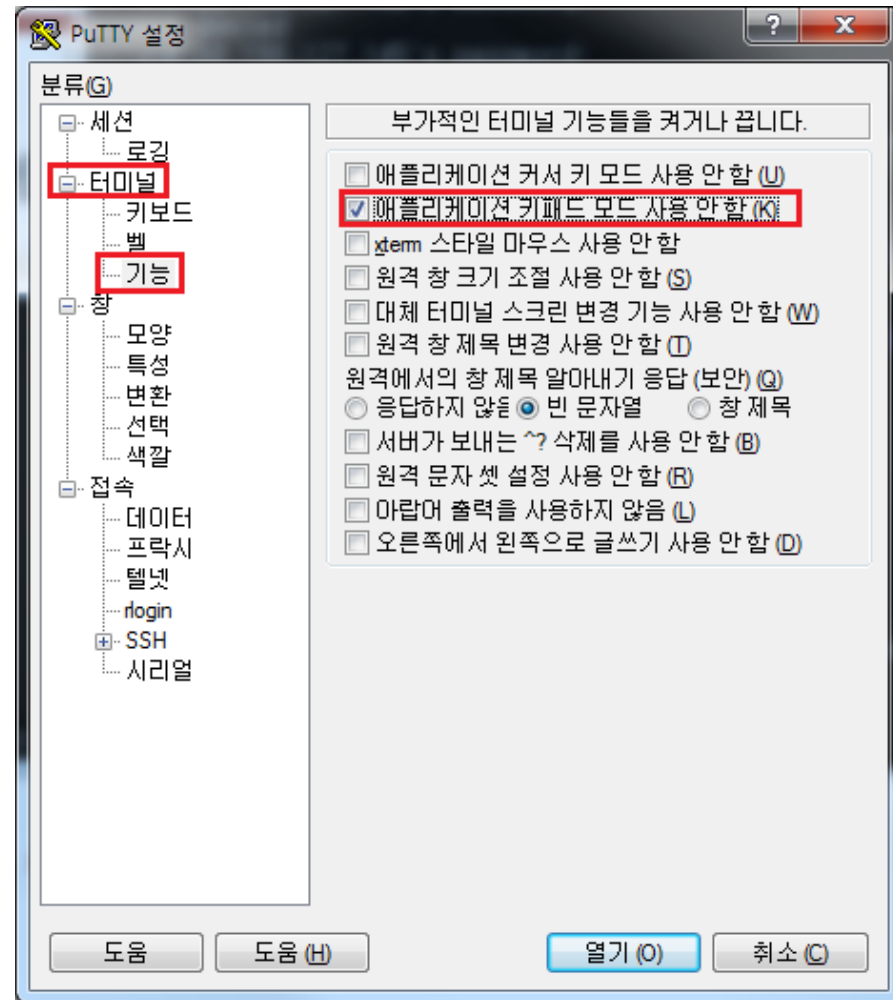 PuTTY 설정
?
X
분류(G)
세션
로깅
터미널
키보드
벨
기능
창
모양
특성
변환
선택
색깔
접속
데이터
프락시
텔넷
rlogin
SSH
시리얼
부가적인 터미널 기능들을 켜거나 끕니다.
애플리케이션 커서 키 모드 사용 안 함 (U)
애플리케이션 키패드 모드 사용 안 함 (K)
xterm 스타일 마우스 사용 안 함
원격 창 크기 조절 사용 안 함 (S)
대체 터미널 스크린 변경 기능 사용 안 함 (W)
원격 창 제목 변경 사용 안 함 (T)
원격에서의 창 제목 알아내기 응답 (보안) (Q)
응답하지 않음 빈 문자열 창 제목
서버가 보내는 ^? 삭제를 사용 안 함 (B)
원격 문자 셋 설정 사용 안 함 (R)
아랍어 출력을 사용하지 않음 (L)
오른쪽에서 왼쪽으로 글쓰기 사용 안 함 (D)
도움 도움 (H) 열기 (O) 취소 (C)